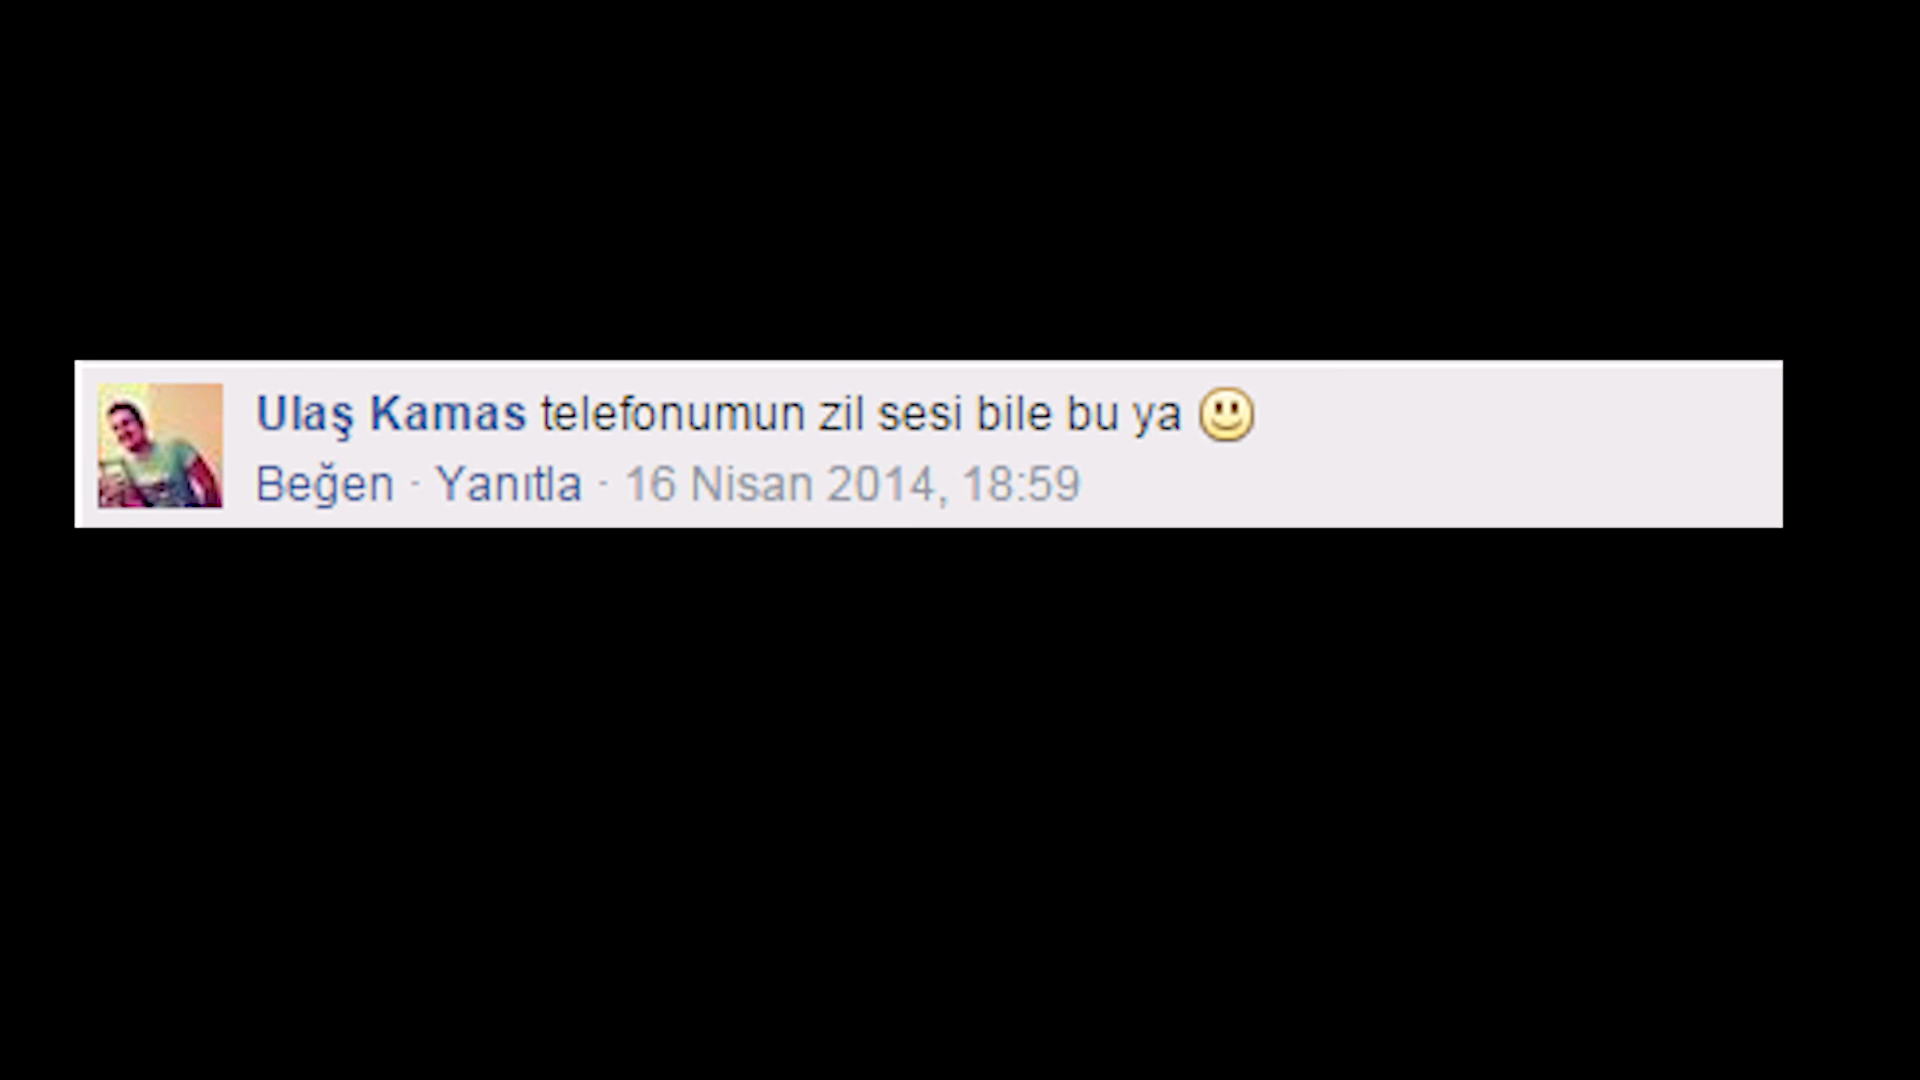 Ulaş Kamas telefonumun zil sesi bile bu ya 🙂
Beğen · Yanıtla · 16 Nisan 2014, 18:59